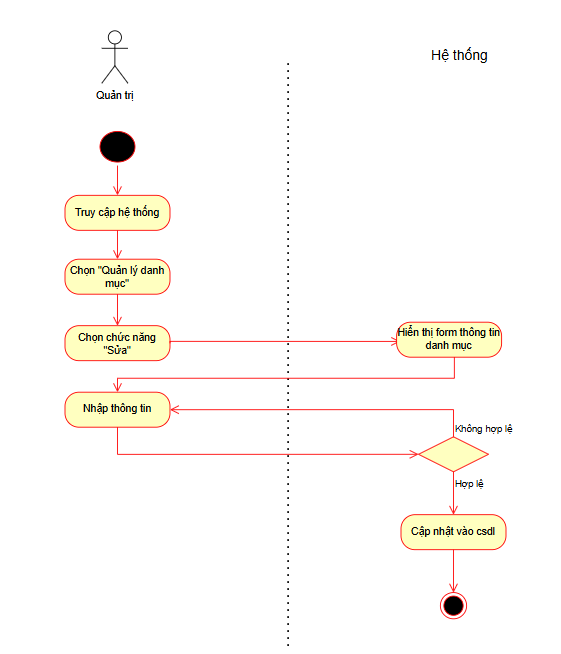 Hệ thống
Quản trị
Truy cập hệ thống
Chọn "Quản lý danh
mục"
Chọn chức năng
"Sửa"
Hiển thị form thông tin
danh mục
Nhập thông tin
Không hợp lệ
Hợp lệ
Cập nhật vào csdl